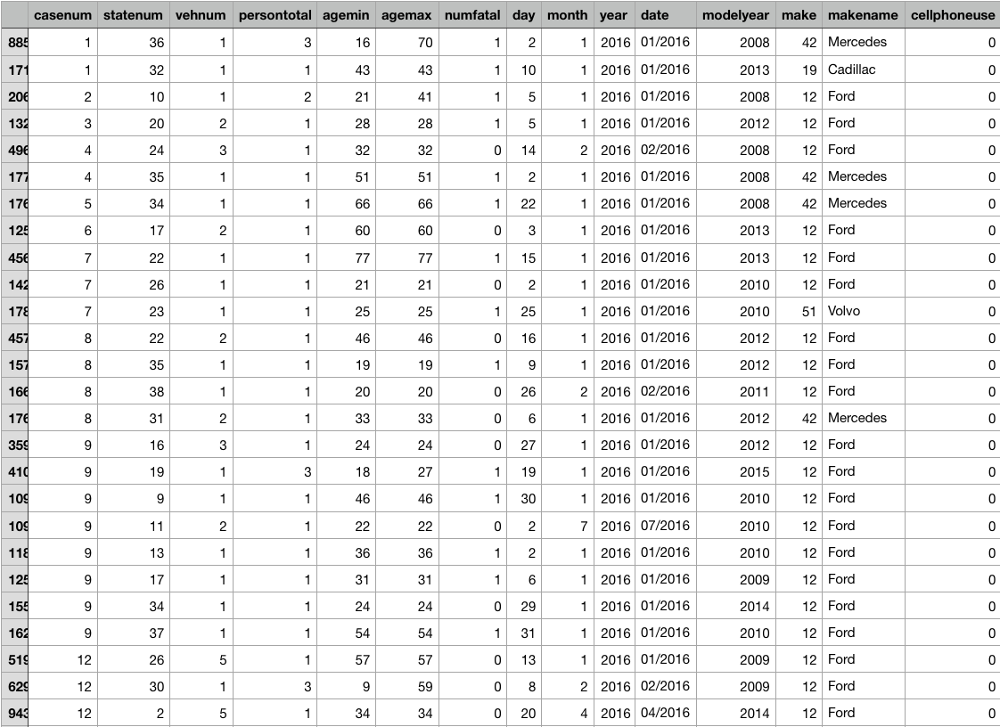 casenum statenum vehnum persontotal agemin agemax numfatal day month year date modelyear make makename cellphoneuse
885 1 36 1 3 16 70 1 2 1 2016 01/2016 2008 42 Mercedes 0
171 1 32 1 1 43 43 1 10 1 2016 01/2016 2013 19 Cadillac 0
206 2 10 1 2 21 41 1 5 1 2016 01/2016 2008 12 Ford 0
132 3 20 2 1 28 28 1 5 1 2016 01/2016 2012 12 Ford 0
496 4 24 3 1 32 32 0 14 2 2016 02/2016 2008 12 Ford 0
177 4 35 1 1 51 51 1 2 1 2016 01/2016 2008 42 Mercedes 0
176 5 34 1 1 66 66 1 22 1 2016 01/2016 2008 42 Mercedes 0
125 6 17 2 1 60 60 0 3 1 2016 01/2016 2013 12 Ford 0
456 7 22 1 1 77 77 1 15 1 2016 01/2016 2013 12 Ford 0
142 7 26 1 1 21 21 0 2 1 2016 01/2016 2010 12 Ford 0
178 7 23 1 1 25 25 1 25 1 2016 01/2016 2010 51 Volvo 0
457 8 22 2 1 46 46 0 16 1 2016 01/2016 2012 12 Ford 0
157 8 35 1 1 19 19 1 9 1 2016 01/2016 2012 12 Ford 0
166 8 38 1 1 20 20 0 26 2 2016 02/2016 2011 12 Ford 0
176 8 31 2 1 33 33 0 6 1 2016 01/2016 2012 42 Mercedes 0
359 9 16 3 1 24 24 0 27 1 2016 01/2016 2012 12 Ford 0
410 9 19 1 3 18 27 1 19 1 2016 01/2016 2015 12 Ford 0
109 9 9 1 1 46 46 1 30 1 2016 01/2016 2010 12 Ford 0
109 9 11 2 1 22 22 0 2 7 2016 07/2016 2010 12 Ford 0
118 9 13 1 1 36 36 1 2 1 2016 01/2016 2010 12 Ford 0
125 9 17 1 1 31 31 1 6 1 2016 01/2016 2009 12 Ford 0
155 9 34 1 1 24 24 0 29 1 2016 01/2016 2014 12 Ford 0
162 9 37 1 1 54 54 1 31 1 2016 01/2016 2010 12 Ford 0
519 12 26 5 1 57 57 0 13 1 2016 01/2016 2009 12 Ford 0
629 12 30 1 3 9 59 0 8 2 2016 02/2016 2009 12 Ford 0
943 12 2 5 1 34 34 0 20 4 2016 04/2016 2014 12 Ford 0